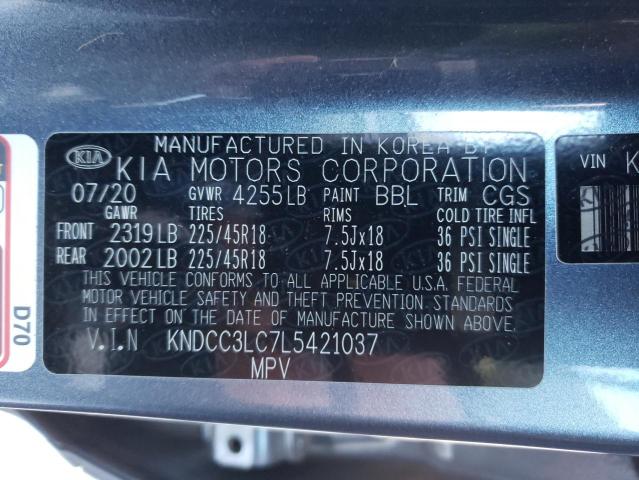 MANUFACTURED IN KOREA BY
KIA KIA MOTORS CORPORATION
07/20 GVWR 4255LB PAINT BBL TRIM CGS
GAWR TIRES RIMS COLD TIRE INFL
FRONT 2319LB 225/45R18 7.5Jx18 36 PSI SINGLE
REAR 2002LB 225/45R18 7.5Jx18 36 PSI SINGLE
THIS VEHICLE CONFORMS TO ALL APPLICABLE U.S.A. FEDERAL
MOTOR VEHICLE SAFETY AND THEFT PREVENTION STANDARDS
IN EFFECT ON THE DATE OF MANUFACTURE SHOWN ABOVE.
V.I.N KNDCC3LC7L5421037
MPV
D70
VIN K